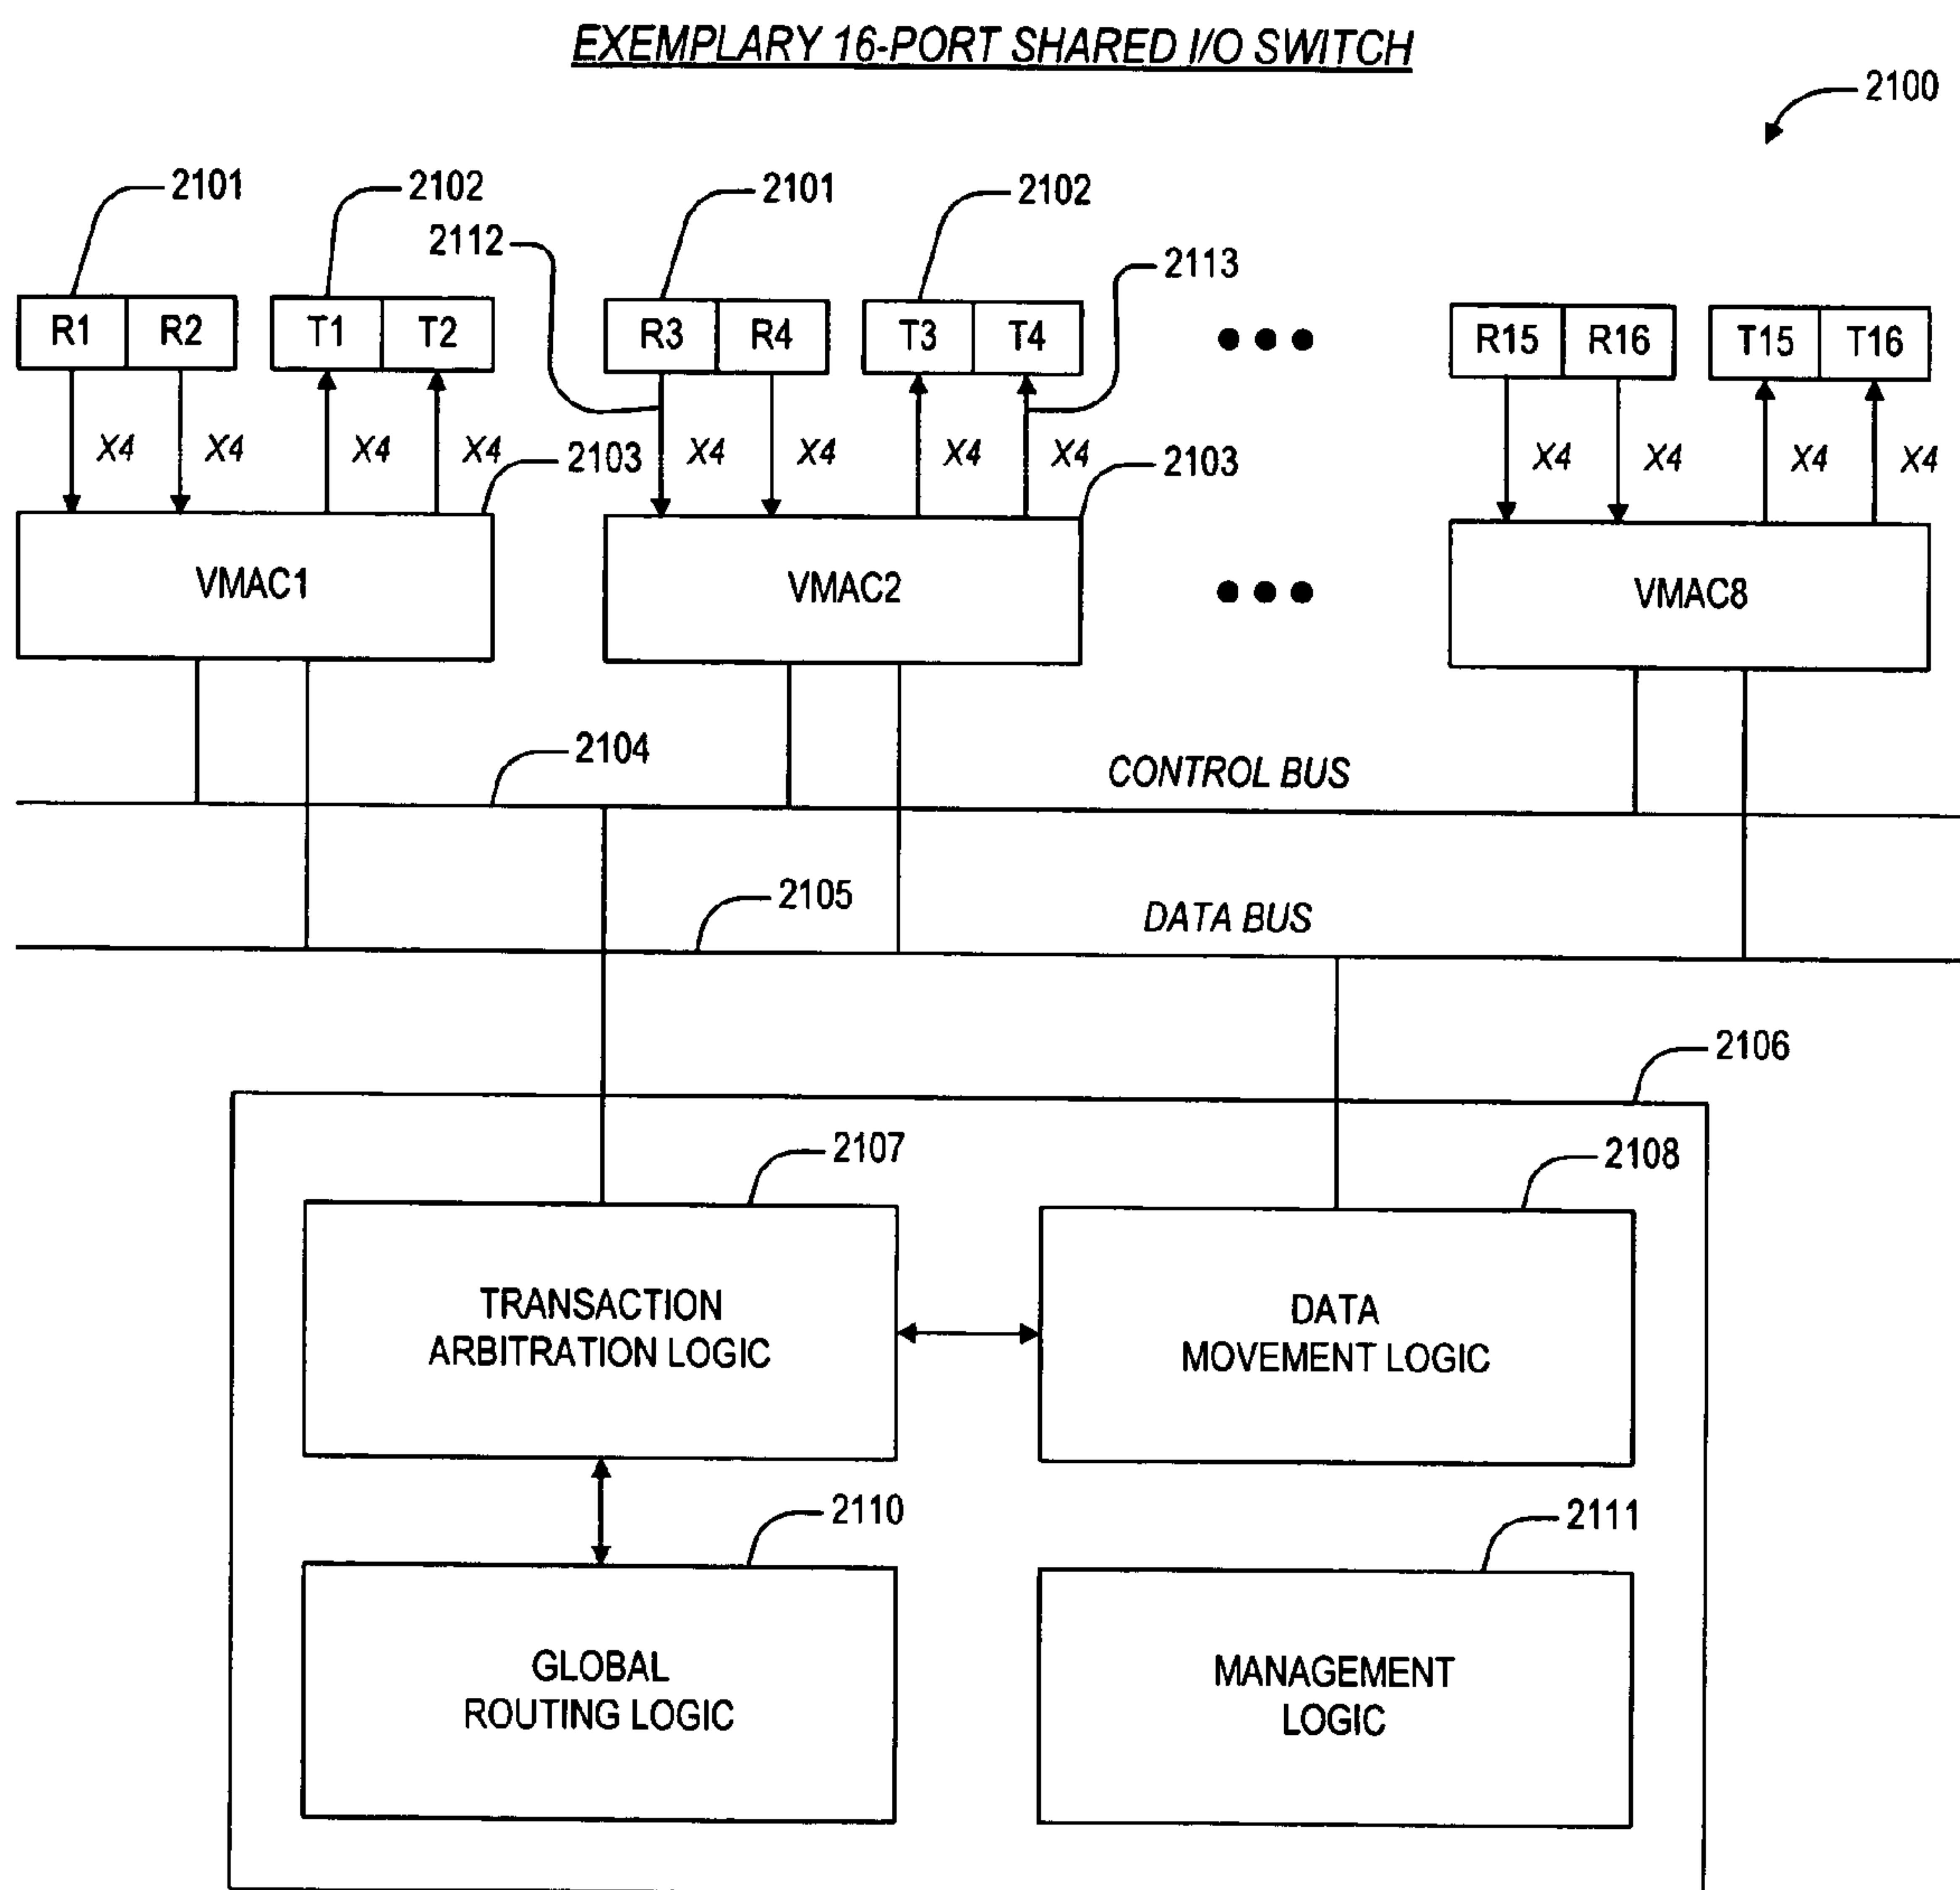 EXEMPLARY 16-PORT SHARED I/O SWITCH
2100
2101
2102
2101
2102
2112
2113
R1 R2 T1 T2 R3 R4 T3 T4 R15 R16 T15 T16
X4 X4 X4 X4 X4 X4 X4 X4 X4 X4 X4 X4
2103
2103
VMAC1 VMAC2 VMAC8
2104
CONTROL BUS
2105
DATA BUS
2106
2107
2108
TRANSACTION
ARBITRATION LOGIC
DATA
MOVEMENT LOGIC
2110
2111
GLOBAL
ROUTING LOGIC
MANAGEMENT
LOGIC